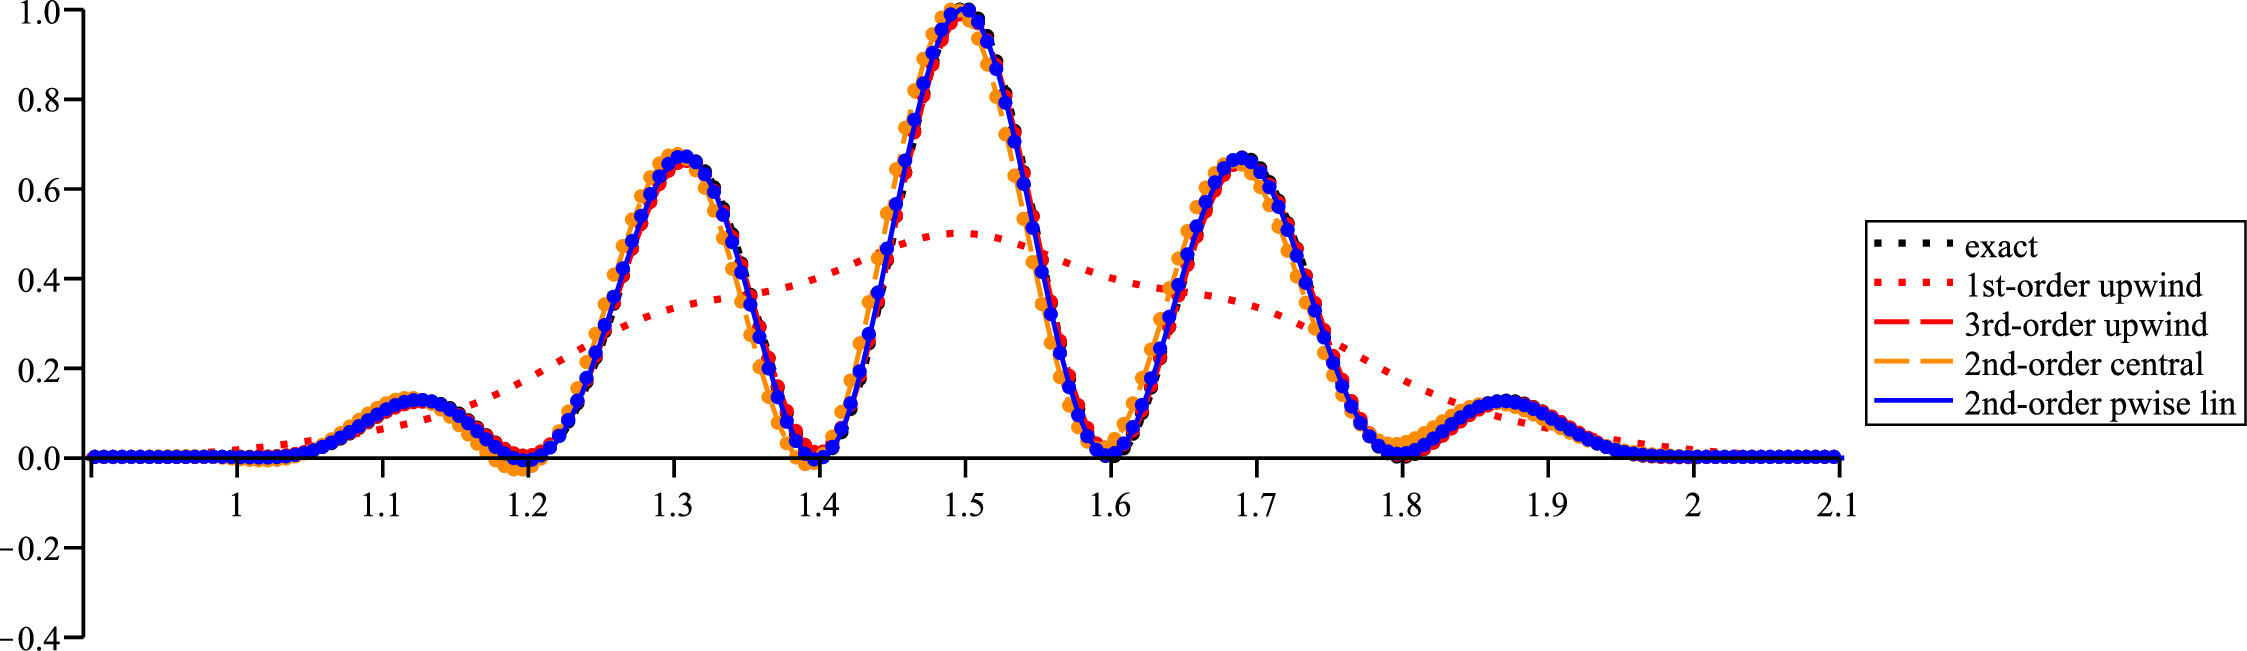 1.0
0.8
0.6
0.4
0.2
0.0
−0.2
−0.4
1 1.1 1.2 1.3 1.4 1.5 1.6 1.7 1.8 1.9 2 2.1
exact
1st-order upwind
3rd-order upwind
2nd-order central
2nd-order pwise lin